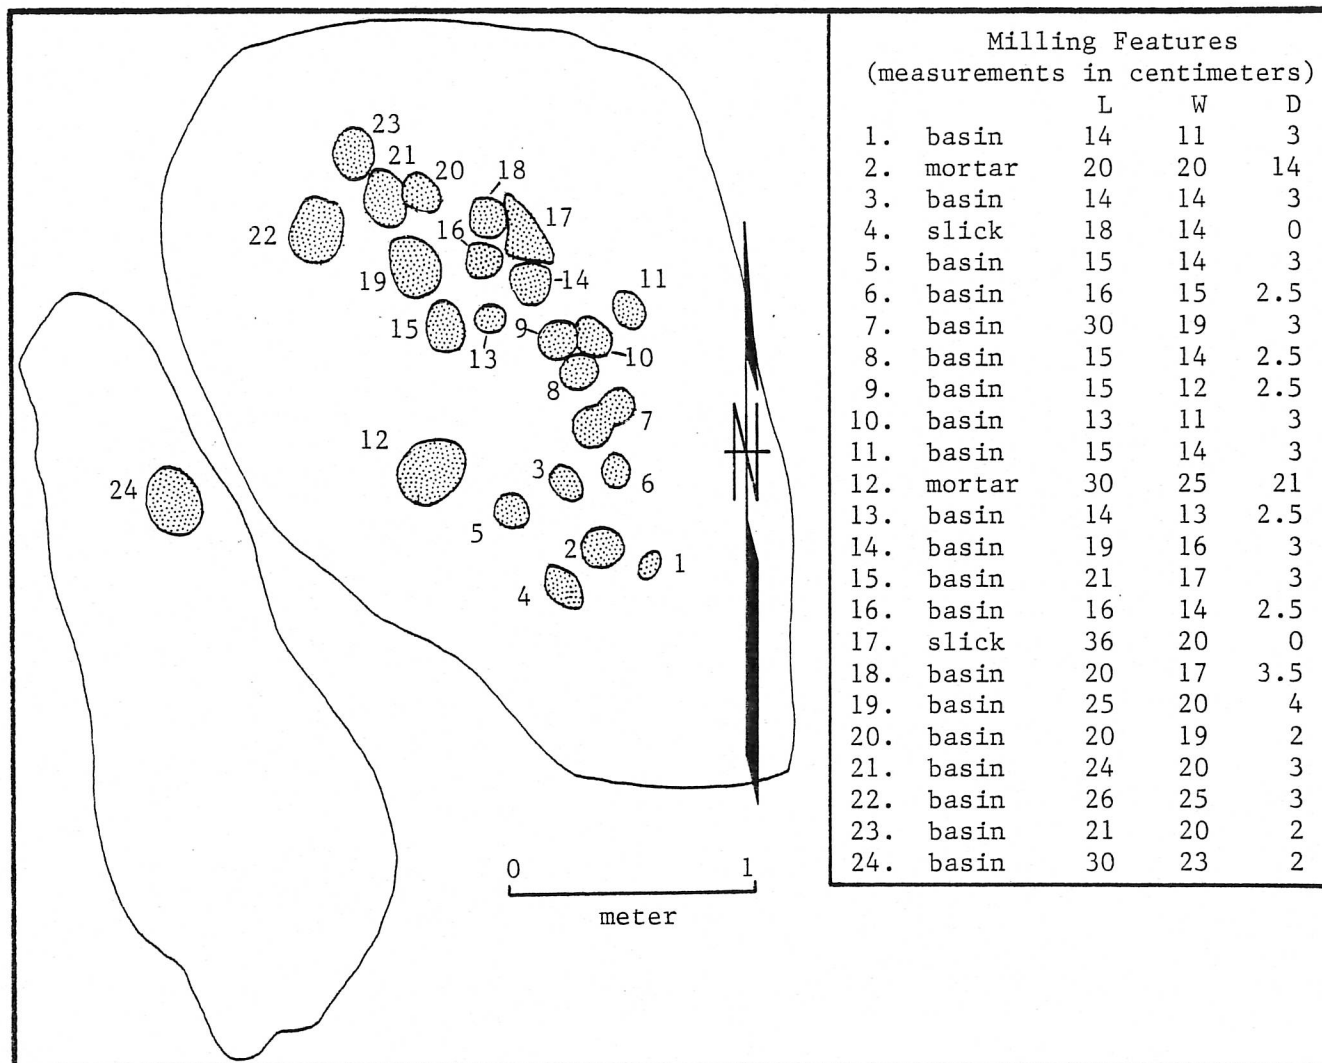 23
21
20
18
17
22
16
19
14
11
15
13
9
10
8
7
12
3
6
24
5
2
1
4
N
0 1
meter
Milling Features
(measurements in centimeters)
L W D
1. basin 14 11 3
2. mortar 20 20 14
3. basin 14 14 3
4. slick 18 14 0
5. basin 15 14 3
6. basin 16 15 2.5
7. basin 30 19 3
8. basin 15 14 2.5
9. basin 15 12 2.5
10. basin 13 11 3
11. basin 15 14 3
12. mortar 30 25 21
13. basin 14 13 2.5
14. basin 19 16 3
15. basin 21 17 3
16. basin 16 14 2.5
17. slick 36 20 0
18. basin 20 17 3.5
19. basin 25 20 4
20. basin 20 19 2
21. basin 24 20 3
22. basin 26 25 3
23. basin 21 20 2
24. basin 30 23 2